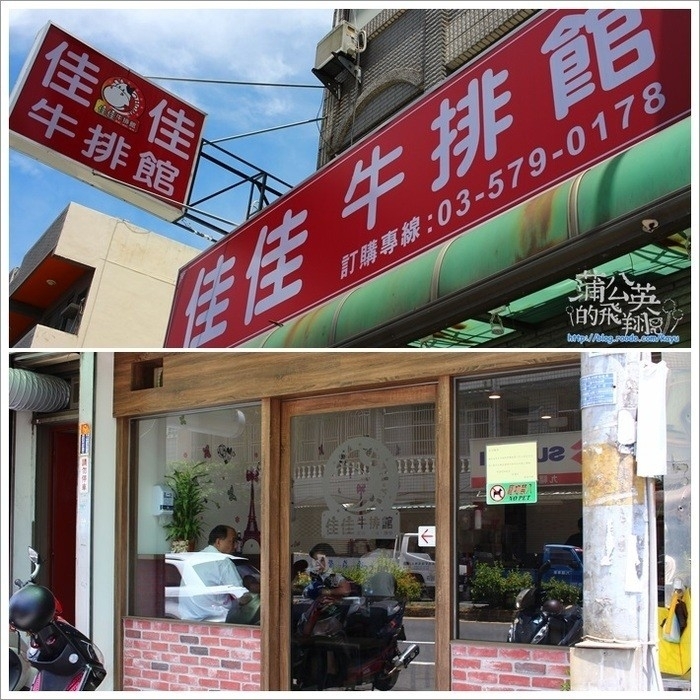 佳佳
牛排館
佳佳 牛排館
訂購專線:03-579-0178
蒲公英
的飛翔
http://blog.roodo.com/kayu
佳佳牛排館
NO PET
SU